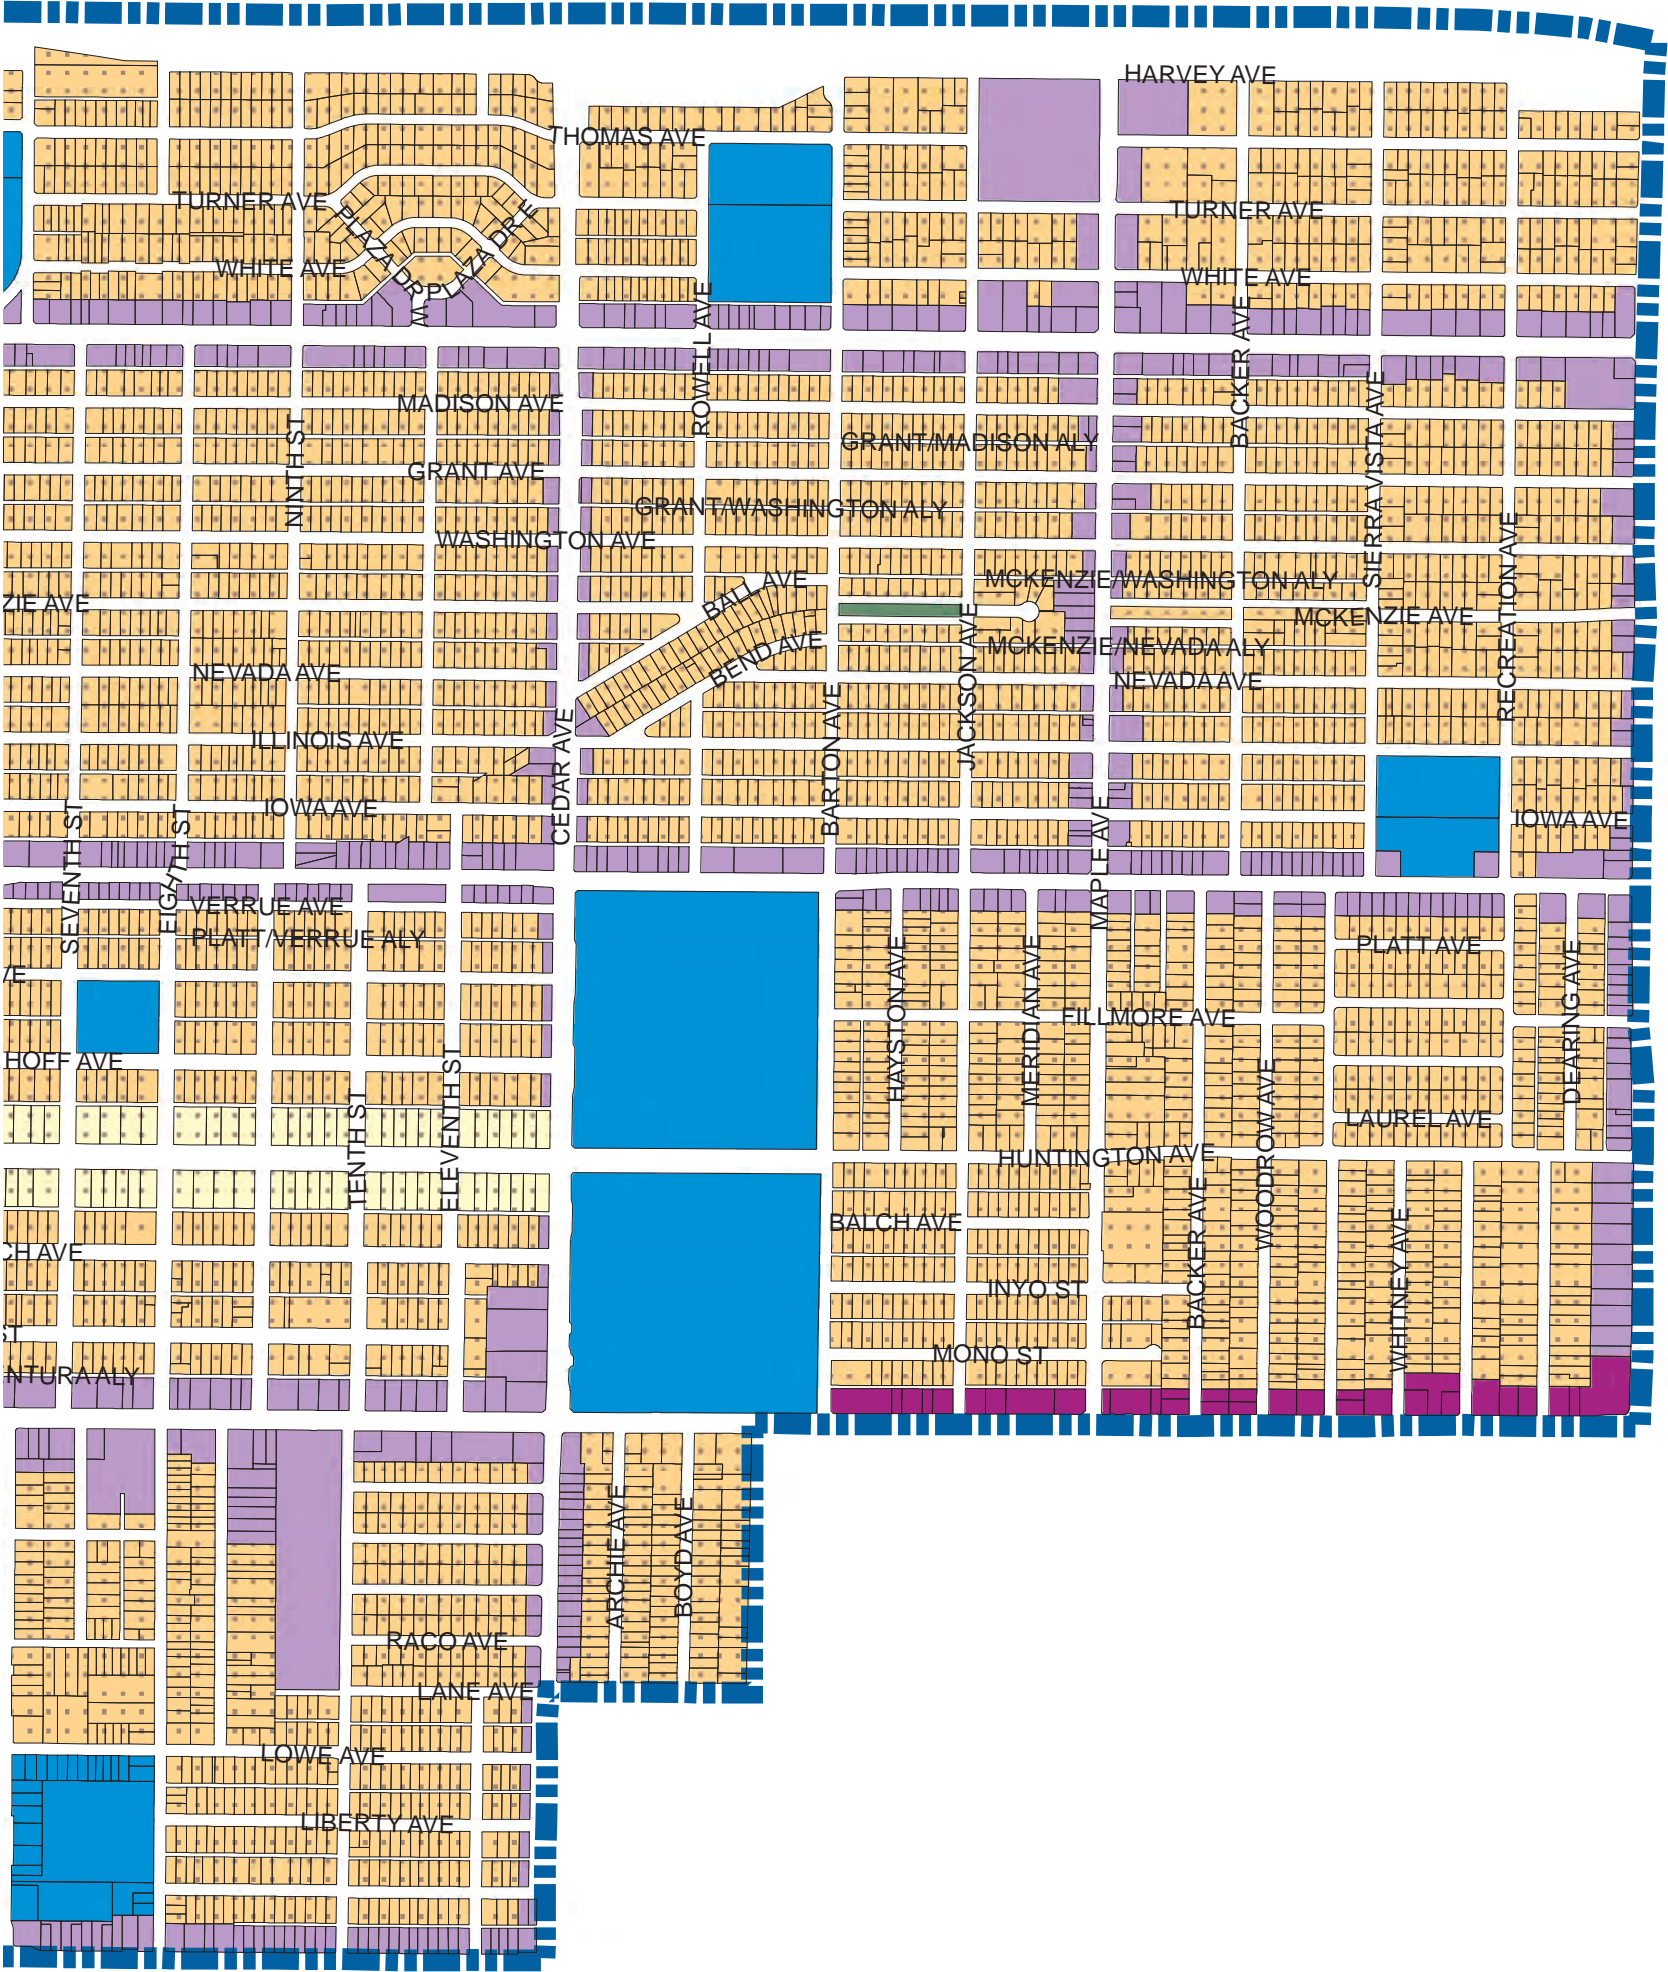 HARVEY AVE
THOMAS AVE
TURNER AVE
TURNER AVE
W PLAZA DR
PLAZA DR E
WHITE AVE
WHITE AVE
ROWELL AVE
BACKER AVE
MADISON AVE
SIERRA VISTA AVE
NINTH ST
GRANT/MADISON ALY
GRANT AVE
GRANT/WASHINGTON ALY
WASHINGTON AVE
RECREATION AVE
BALL AVE
MCKENZIE/WASHINGTON ALY
ZIE AVE
MCKENZIE AVE
BEND AVE
JACKSON AVE
MCKENZIE/NEVADA ALY
NEVADA AVE
NEVADA AVE
CEDAR AVE
BARTON AVE
ILLINOIS AVE
IOWA AVE
IOWA AVE
SEVENTH ST
EIGHTH ST
MAPLE AVE
VERRUE AVE
PLATT/VERRUE ALY
PLATT AVE
VE
HAYSTON AVE
MERIDIAN AVE
DEARING AVE
FILLMORE AVE
HOFF AVE
TENTH ST
ELEVENTH ST
WOODROW AVE
LAUREL AVE
HUNTINGTON AVE
BALCH AVE
BACKER AVE
WHITNEY AVE
CH AVE
INYO ST
ST
MONO ST
NTURA ALY
ARCHIE AVE
BOYD AVE
RACO AVE
LANE AVE
LOWE AVE
LIBERTY AVE